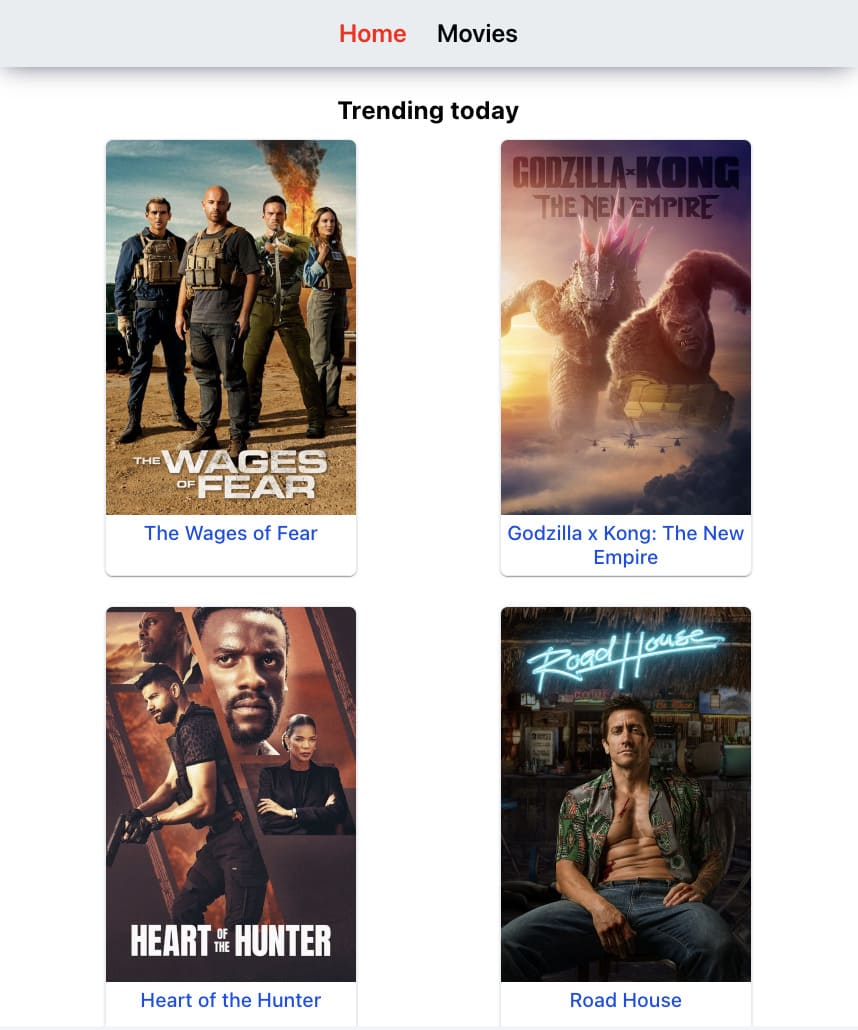 Home Movies
Trending today
THE WAGES
OF FEAR
The Wages of Fear
GODZILLA x KONG
THE NEW EMPIRE
Godzilla x Kong: The New
Empire
HEART OF THE HUNTER
Heart of the Hunter
Road House
Road House